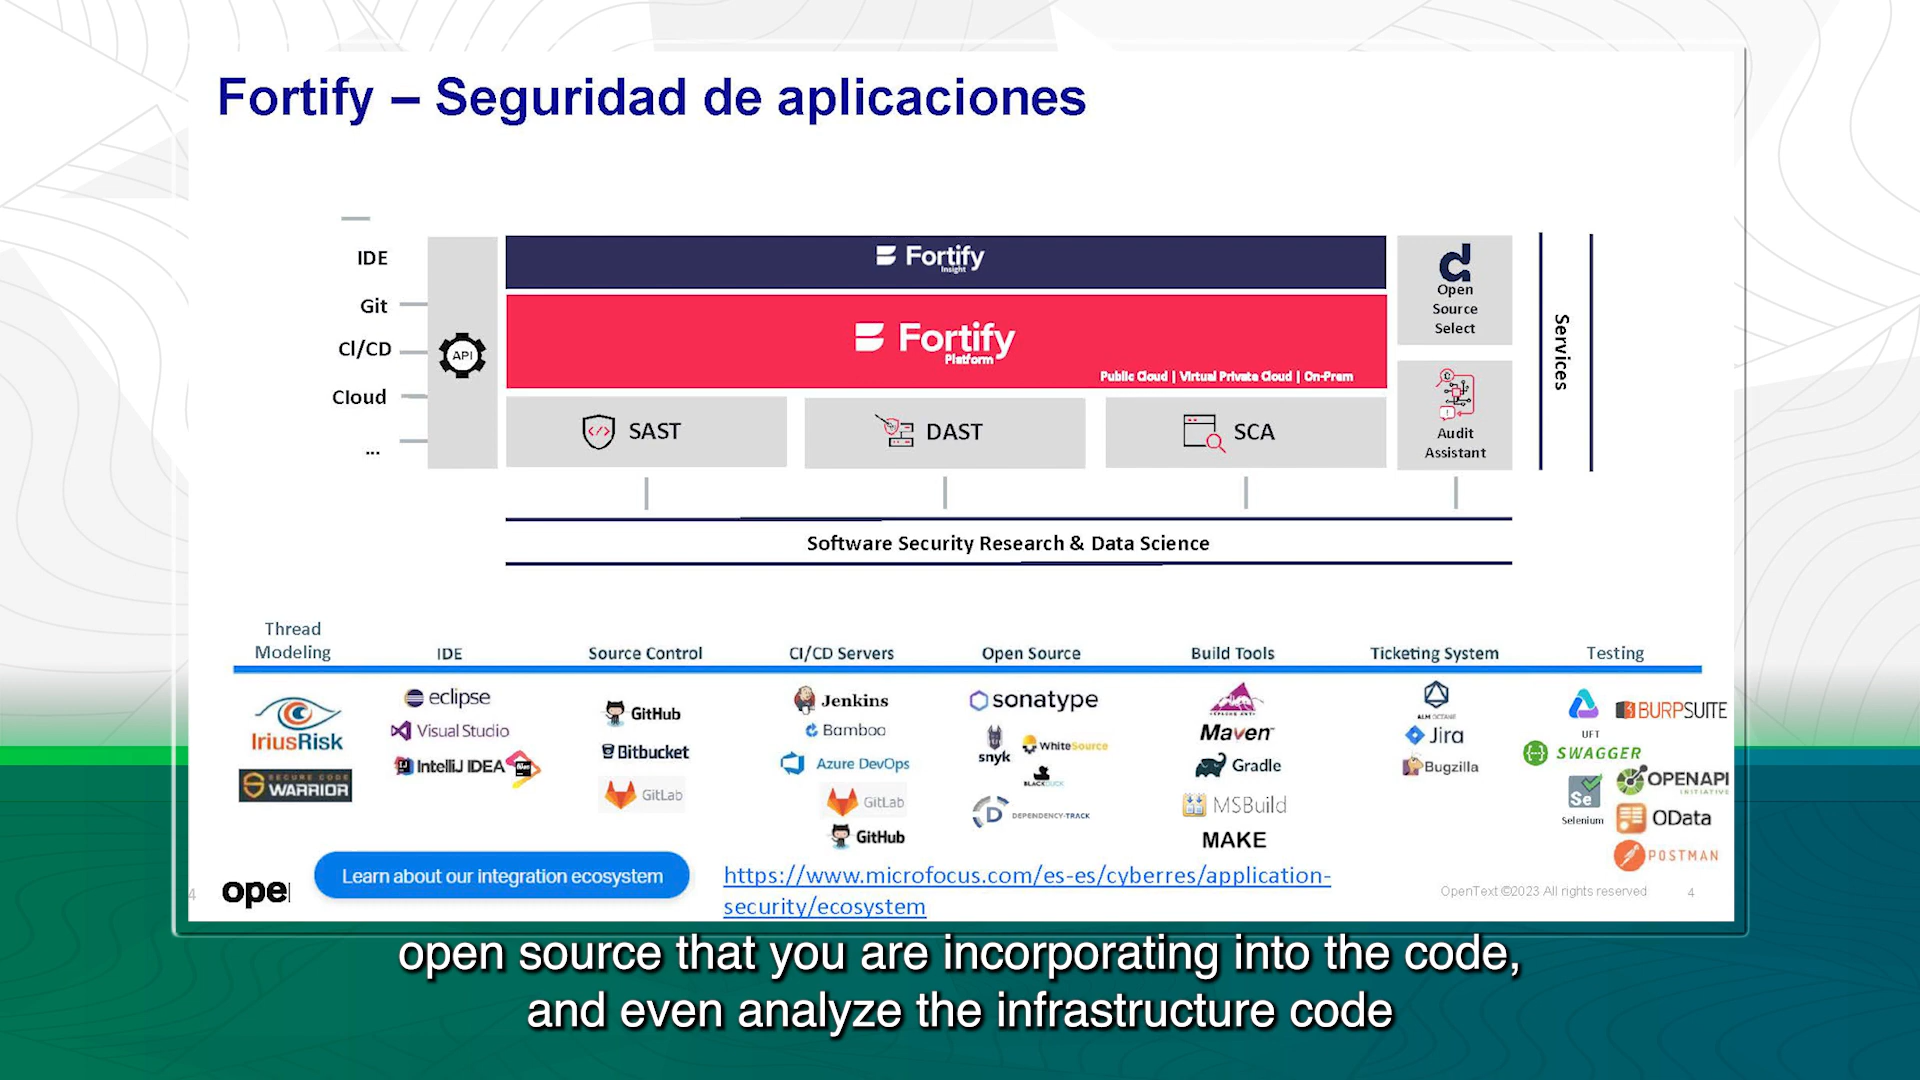 Fortify – Seguridad de aplicaciones
IDE
Git
CI/CD
Cloud
...
API
Fortify
Insight
Fortify
Platform
Public Cloud | Virtual Private Cloud | On-Prem
SAST
DAST
SCA
Open
Source
Select
Audit
Assistant
Services
Software Security Research & Data Science
Thread
Modeling
IDE
Source Control
CI/CD Servers
Open Source
Build Tools
Ticketing System
Testing
IriusRisk
SECURE CODE
WARRIOR
eclipse
Visual Studio
IntelliJ IDEA
GitHub
Bitbucket
GitLab
Jenkins
Bamboo
Azure DevOps
GitLab
GitHub
sonatype
snyk
WhiteSource
BLACKDUCK
DEPENDENCY-TRACK
APACHE ANT
Maven
Gradle
MSBuild
MAKE
ALM OCTANE
Jira
Bugzilla
UFT
BURPSUITE
SWAGGER
Se
Selenium
OPENAPI
INITIATIVE
OData
POSTMAN
4
ope
Learn about our integration ecosystem
https://www.microfocus.com/es-es/cyberres/application-
security/ecosystem
OpenText ©2023 All rights reserved
4
open source that you are incorporating into the code,
and even analyze the infrastructure code